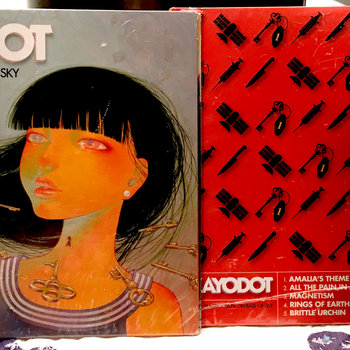 OT
SKY
AYODOT
1. AMALIA'S THEME
2. ALL THE PAIN IN
3. MAGNETISM
4. RINGS OF EARTH
5. BRITTLE URCHIN